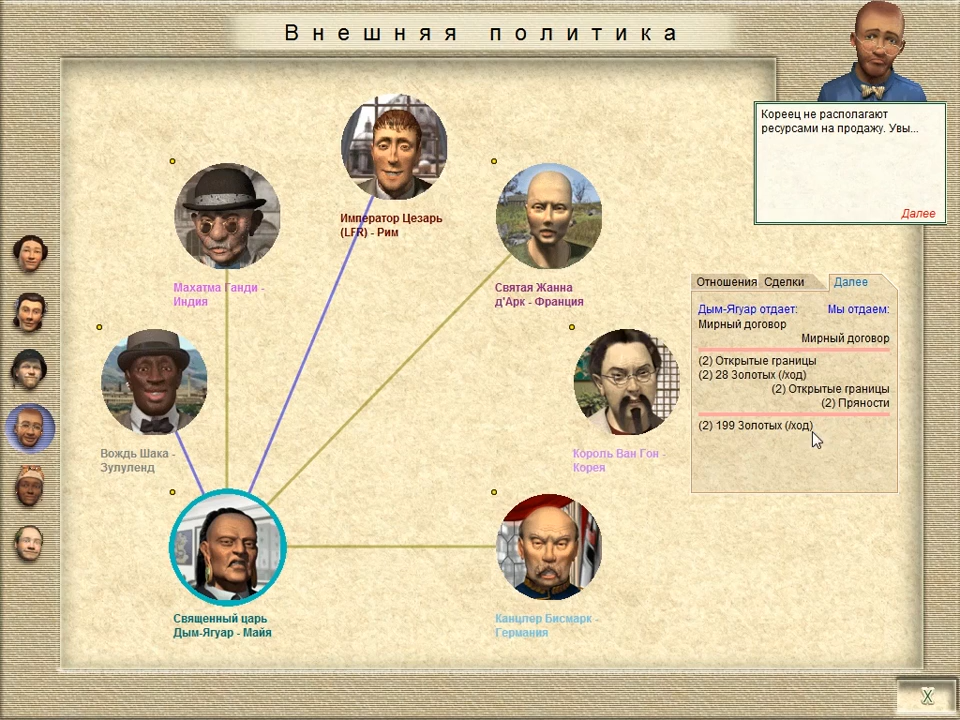 Внешняя политика
Кореец не располагают
ресурсами на продажу. Увы...
Далее
Император Цезарь
(LFR) - Рим
Махатма Ганди -
Индия
Святая Жанна
д'Арк - Франция
Отношения Сделки Далее
Дым-Ягуар отдает: Мы отдаем:
Мирный договор
Мирный договор
(2) Открытые границы
(2) 28 Золотых (/ход)
(2) Открытые границы
(2) Пряности
(2) 199 Золотых (/ход)
Вождь Шака -
Зулуленд
Король Ван Гон -
Корея
Священный царь
Дым-Ягуар - Майя
Канцлер Бисмарк -
Германия
X